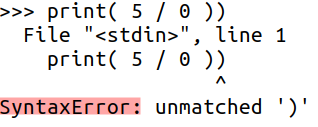 >>> print( 5 / 0 ))
  File "<stdin>", line 1
    print( 5 / 0 ))
                  ^
SyntaxError: unmatched ')'